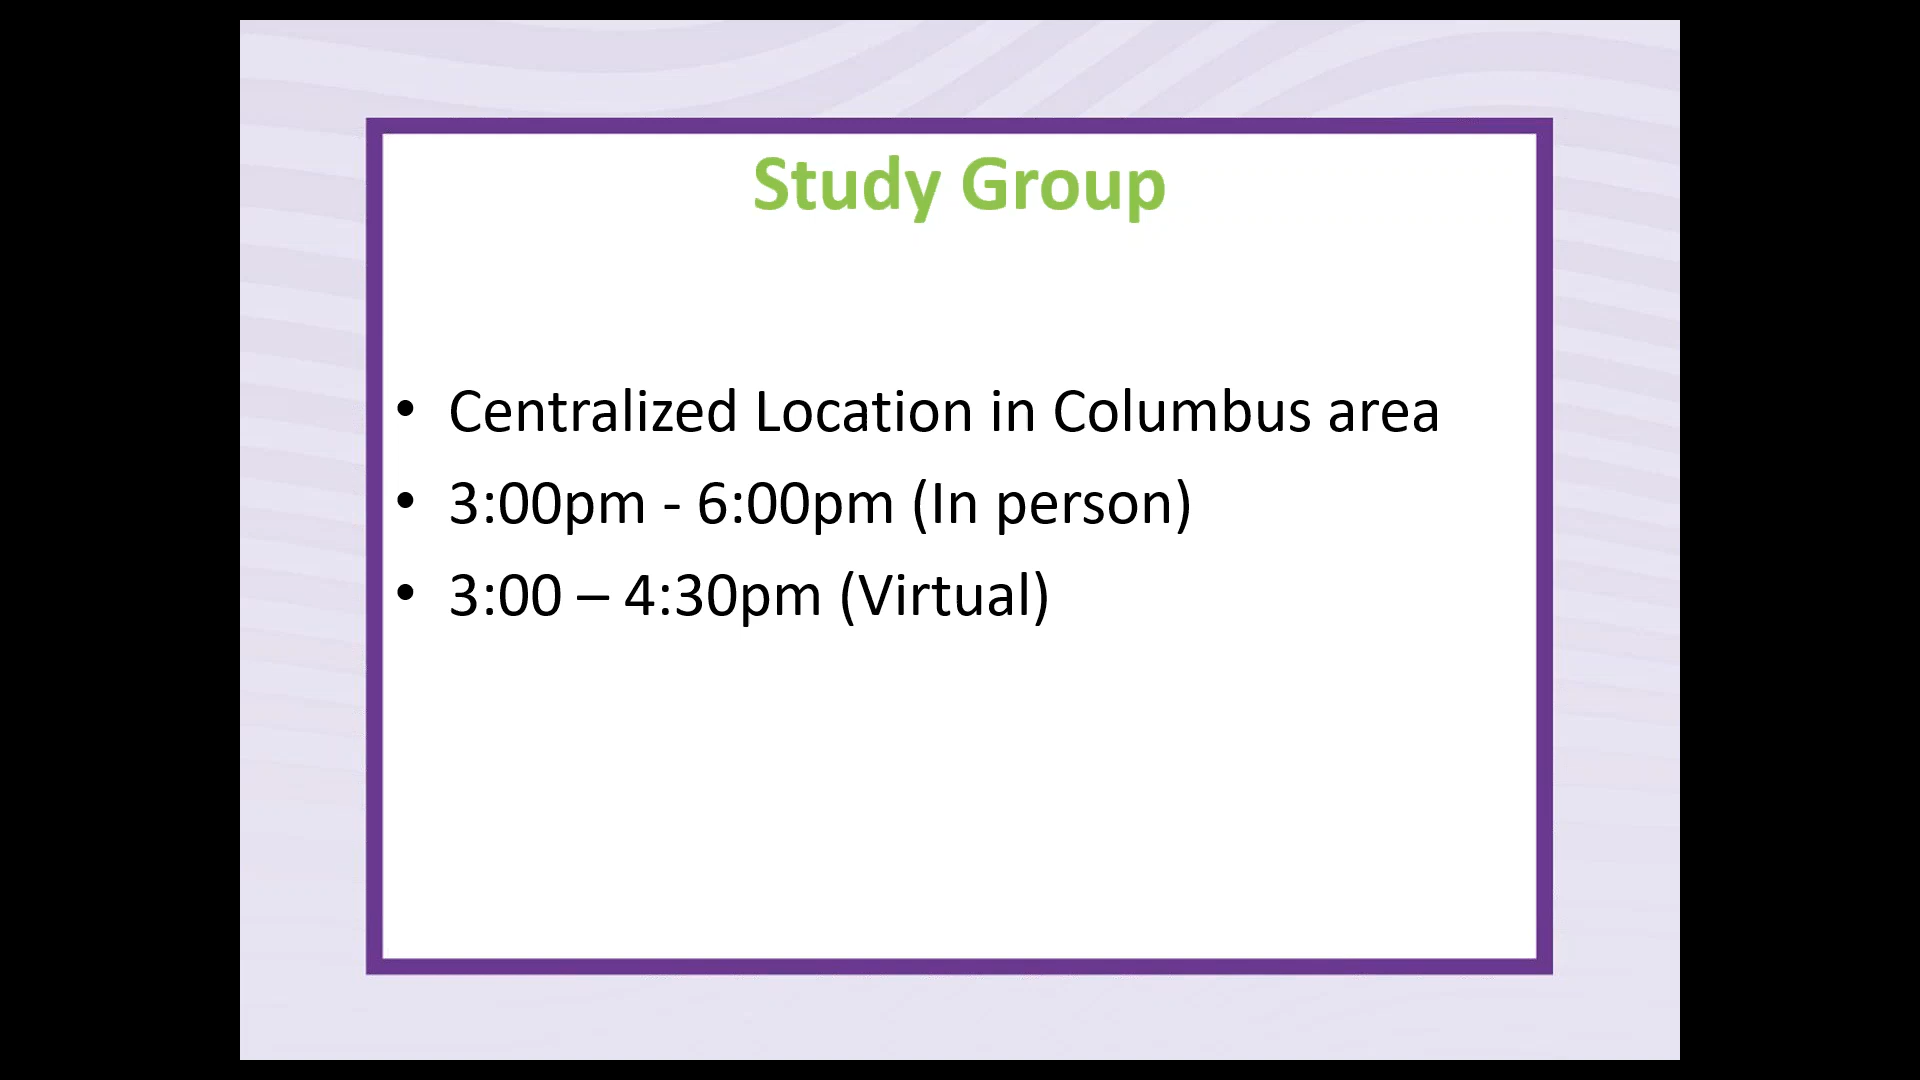 Study Group
• Centralized Location in Columbus area
• 3:00pm - 6:00pm (In person)
• 3:00 – 4:30pm (Virtual)